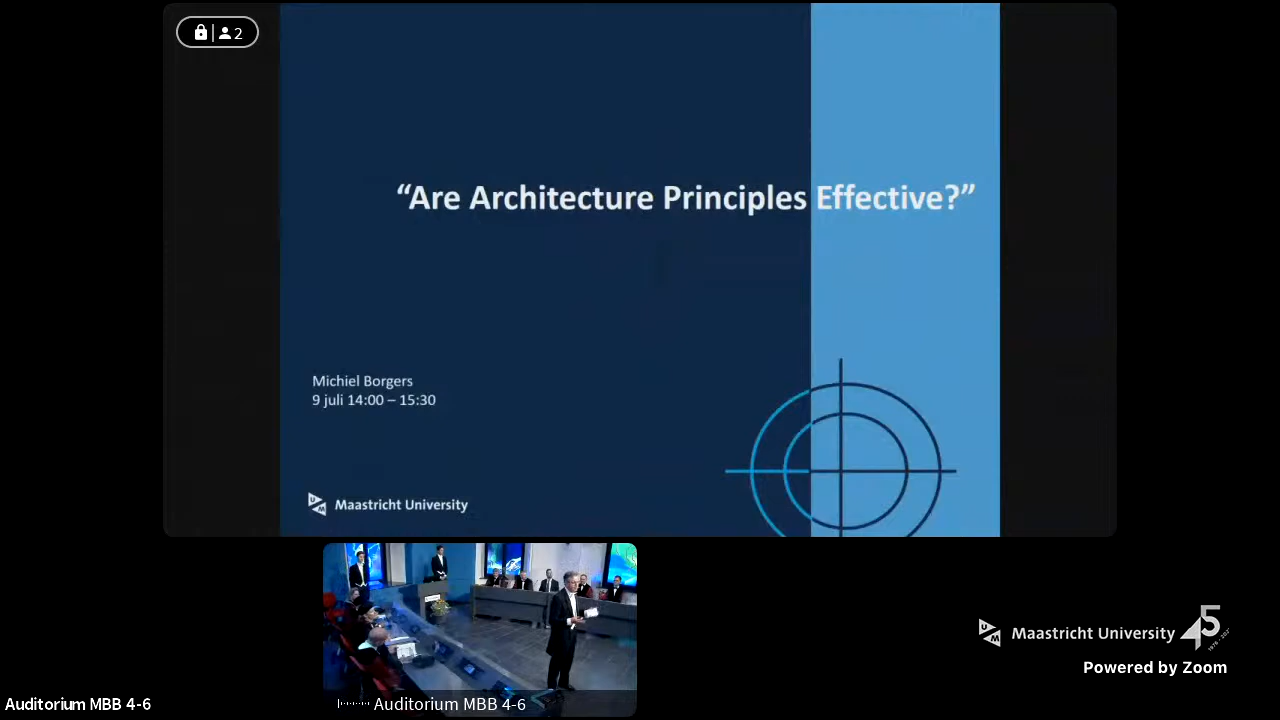 2
“Are Architecture Principles Effective?”
Michiel Borgers
9 juli 14:00 – 15:30
Maastricht University
Maastricht University 45
Powered by Zoom
Auditorium MBB 4-6
Auditorium MBB 4-6